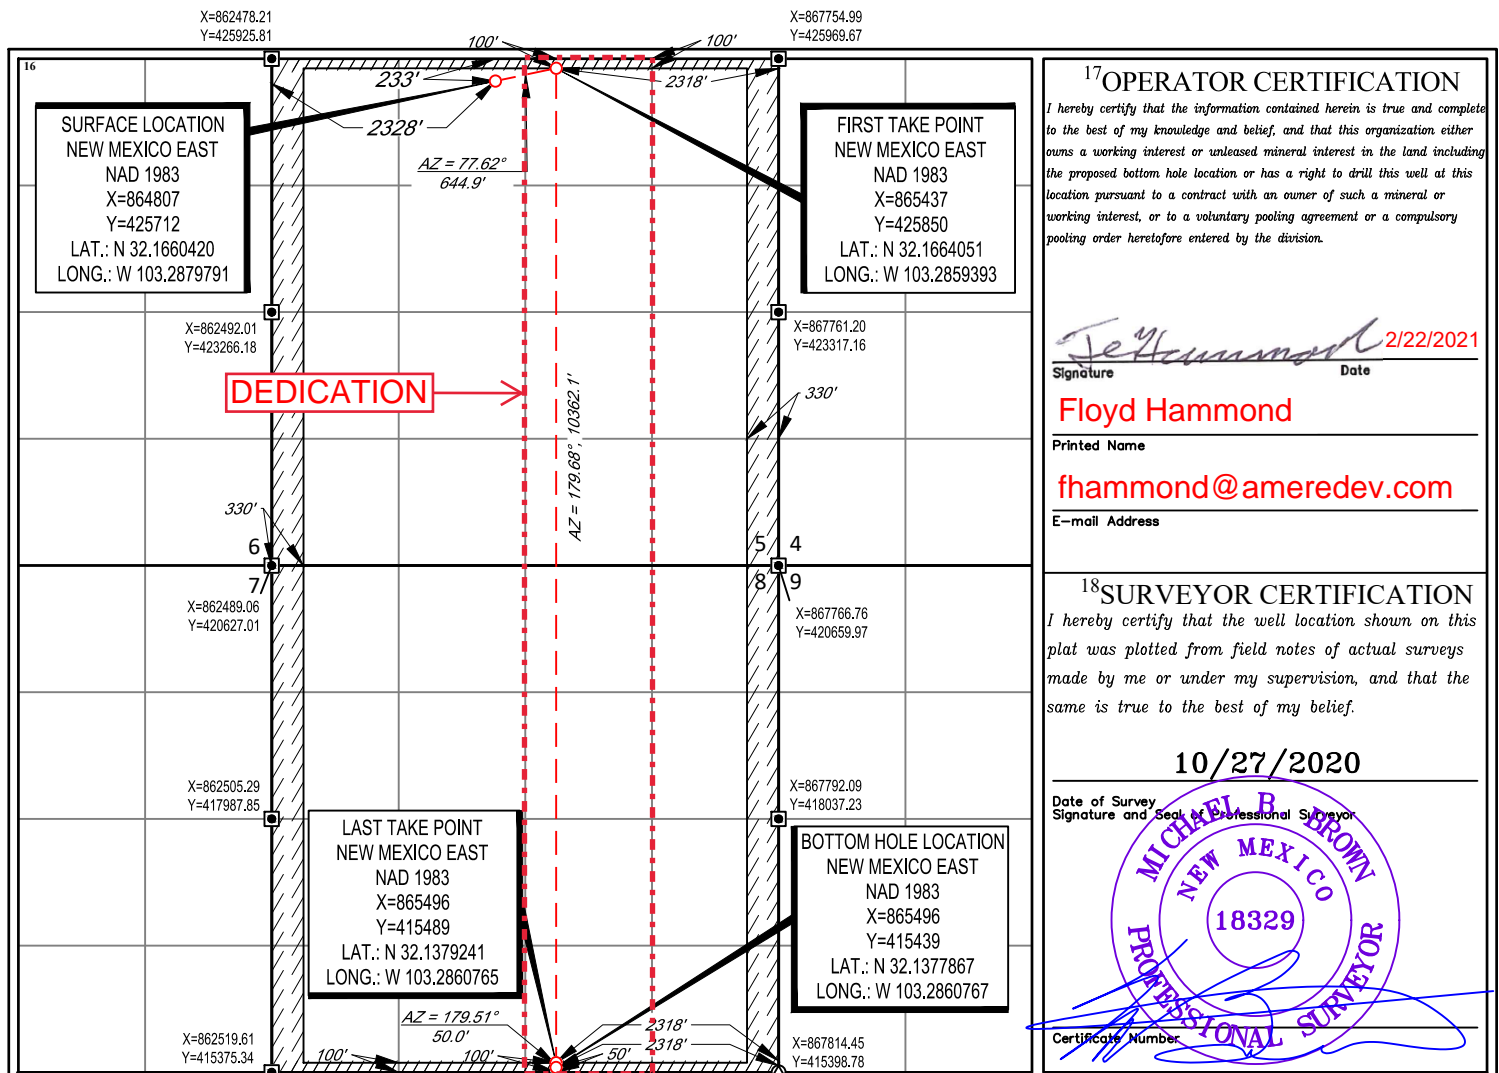 X=862478.21
Y=425925.81
X=867754.99
Y=425969.67
16
100'
100'
233'
2318'
2328'
SURFACE LOCATION
NEW MEXICO EAST
NAD 1983
X=864807
Y=425712
LAT.: N 32.1660420
LONG.: W 103.2879791
AZ = 77.62°
644.9'
FIRST TAKE POINT
NEW MEXICO EAST
NAD 1983
X=865437
Y=425850
LAT.: N 32.1664051
LONG.: W 103.2859393
X=862492.01
Y=423266.18
X=867761.20
Y=423317.16
DEDICATION
AZ = 179.68°, 10362.1'
330'
330'
6
5
4
7
8
9
X=862489.06
Y=420627.01
X=867766.76
Y=420659.97
X=862505.29
Y=417987.85
X=867792.09
Y=418037.23
LAST TAKE POINT
NEW MEXICO EAST
NAD 1983
X=865496
Y=415489
LAT.: N 32.1379241
LONG.: W 103.2860765
BOTTOM HOLE LOCATION
NEW MEXICO EAST
NAD 1983
X=865496
Y=415439
LAT.: N 32.1377867
LONG.: W 103.2860767
AZ = 179.51°
50.0'
2318'
2318'
100'
100'
50'
X=862519.61
Y=415375.34
X=867814.45
Y=415398.78
17 OPERATOR CERTIFICATION
I hereby certify that the information contained herein is true and complete
to the best of my knowledge and belief, and that this organization either
owns a working interest or unleased mineral interest in the land including
the proposed bottom hole location or has a right to drill this well at this
location pursuant to a contract with an owner of such a mineral or
working interest, or to a voluntary pooling agreement or a compulsory
pooling order heretofore entered by the division.
2/22/2021
Signature Date
Floyd Hammond
Printed Name
fhammond@ameredev.com
E-mail Address
18 SURVEYOR CERTIFICATION
I hereby certify that the well location shown on this
plat was plotted from field notes of actual surveys
made by me or under my supervision, and that the
same is true to the best of my belief.
10/27/2020
Date of Survey
Signature and Seal of Professional Surveyor
MICHAEL B. BROWN
NEW MEXICO
18329
PROFESSIONAL SURVEYOR
Certificate Number